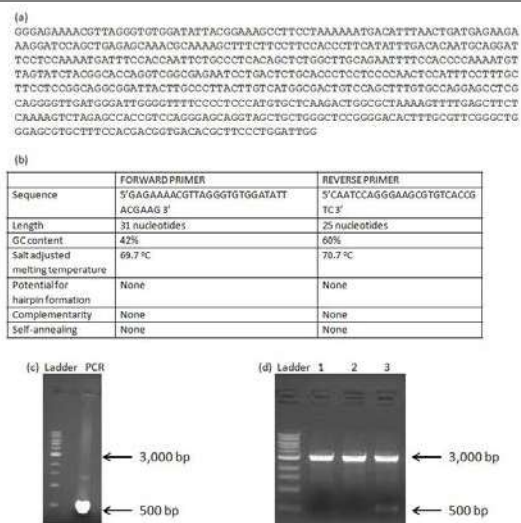 (a)
GGGAGAAAACGTTAGGGTGTGGATATTACGGAAAGCCTTCCTAAAAAATGACATTTAACTGATGAGAAGA
AAGGATCCAGCTGAGAGCAAACGCAAAAGCTTTCTTCCTTCCACCCTTCATATTTGACACAATGCAGGAT
TCCTCCAAAATGATTTCCACCAATTCTGCCCTCACAGCTCTGGCTTGCAGAATTTTCCACCCCAAAATGT
TAGTATCTACGGCACCAGGTCGGCGAGAATCCTGACTCTGCACCCTCCTCCCCAACTCCATTTCCTTTGC
TTCCTCCGGCAGGCGGATTACTTGCCCTTACTTGTCATGGCGACTGTCCAGCTTTGTGCCAGGAGCCTCG
CAGGGGTTGATGGGATTGGGGTTTTCCCCTCCCATGTGCTCAAGACTGGCGCTAAAAGTTTTGAGCTTCT
CAAAAGTCTAGAGCCACCGTCCAGGGAGCAGGTAGCTGCTGGGCTCCGGGGACACTTTGCGTTCGGGCTG
GGAGCGTGCTTTCCACGACGGTGACACGCTTCCCTGGATTGG
(b)
FORWARD PRIMER REVERSE PRIMER
Sequence 5'GAGAAAACGTTAGGGTGTGGATATT 5'CAATCCAGGGAAGCGTGTCACCG
ACGAAG 3' TC 3'
Length 31 nucleotides 25 nucleotides
GC content 42% 60%
Salt adjusted 69.7 ºC 70.7 ºC
melting temperature
Potential for None None
hairpin formation
Complementarity None None
Self-annealing None None
(c) Ladder PCR (d) Ladder 1 2 3
3,000 bp 3,000 bp
500 bp 500 bp